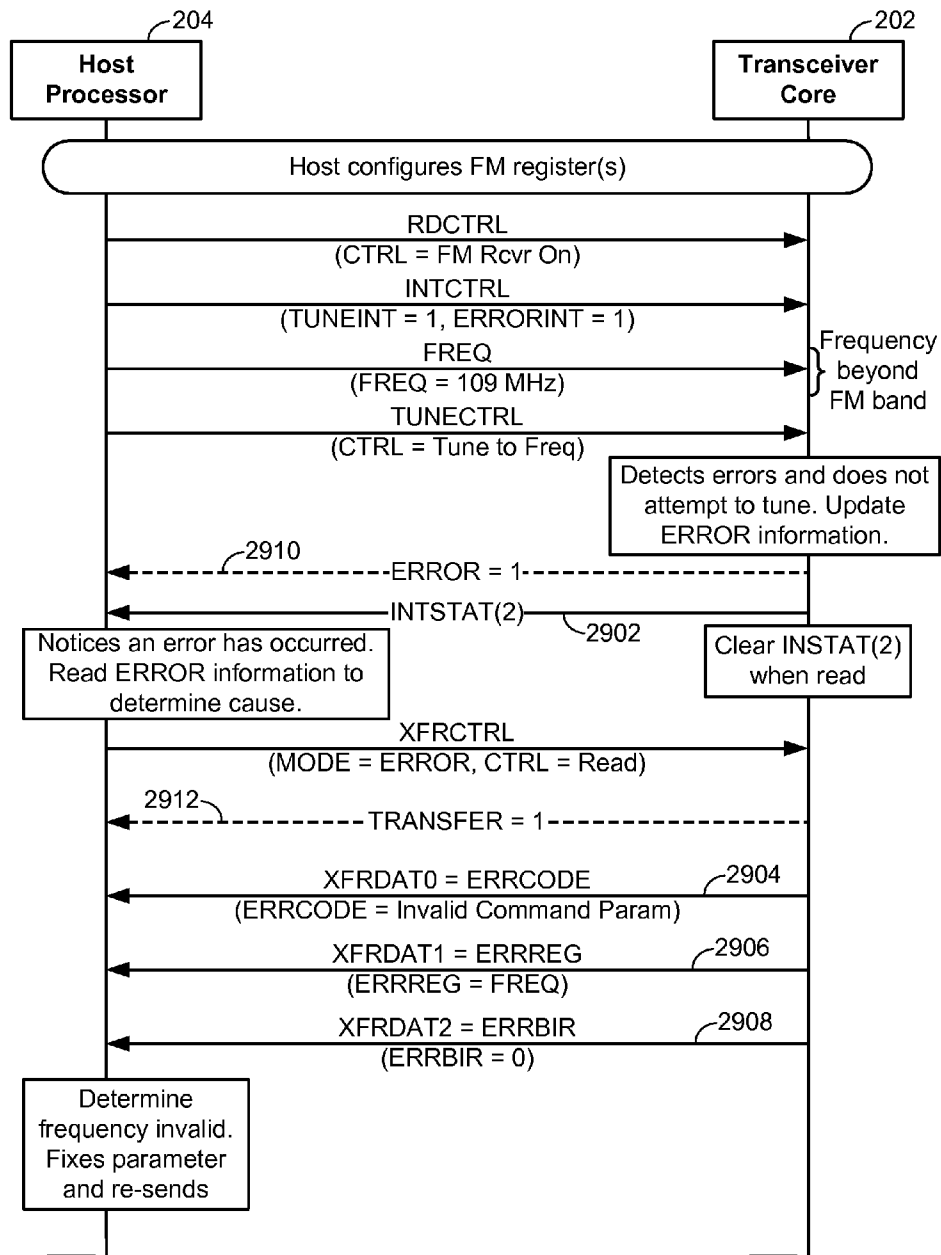 204
202
Host
Processor
Transceiver
Core
Host configures FM register(s)
RDCTRL
(CTRL = FM Rcvr On)
INTCTRL
(TUNEINT = 1, ERRORINT = 1)
FREQ
(FREQ = 109 MHz)
Frequency
beyond
FM band
TUNECTRL
(CTRL = Tune to Freq)
Detects errors and does not
attempt to tune. Update
ERROR information.
2910
ERROR = 1
INTSTAT(2)
2902
Notices an error has occurred.
Read ERROR information to
determine cause.
Clear INSTAT(2)
when read
XFRCTRL
(MODE = ERROR, CTRL = Read)
2912
TRANSFER = 1
XFRDAT0 = ERRCODE
2904
(ERRCODE = Invalid Command Param)
XFRDAT1 = ERRREG
2906
(ERRREG = FREQ)
XFRDAT2 = ERRBIR
2908
(ERRBIR = 0)
Determine
frequency invalid.
Fixes parameter
and re-sends